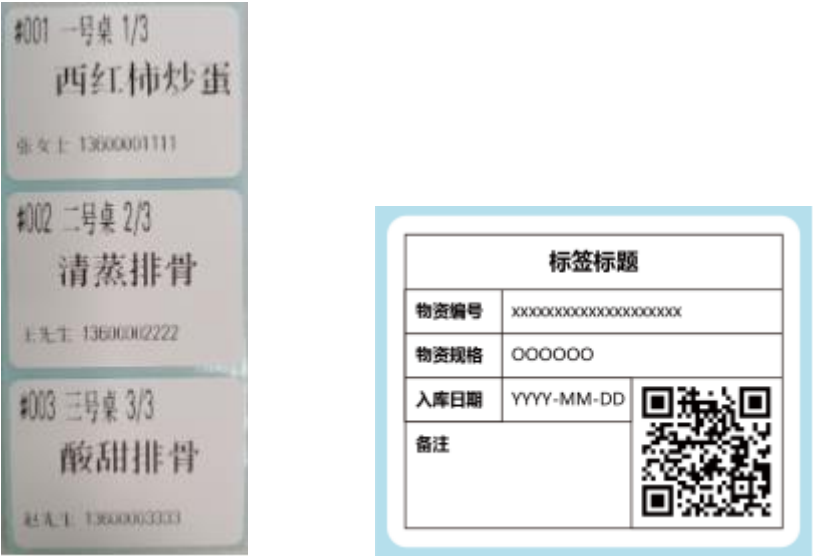 #001 一号桌 1/3
西红柿炒蛋
张女士 13600001111
#002 二号桌 2/3
清蒸排骨
王先生 13600002222
#003 三号桌 3/3
酸甜排骨
赵先生 13600003333
标签标题
物资编号 xxxxxxxxxxxxxxxxxxxx
物资规格 OOOOOO
入库日期 YYYY-MM-DD
备注